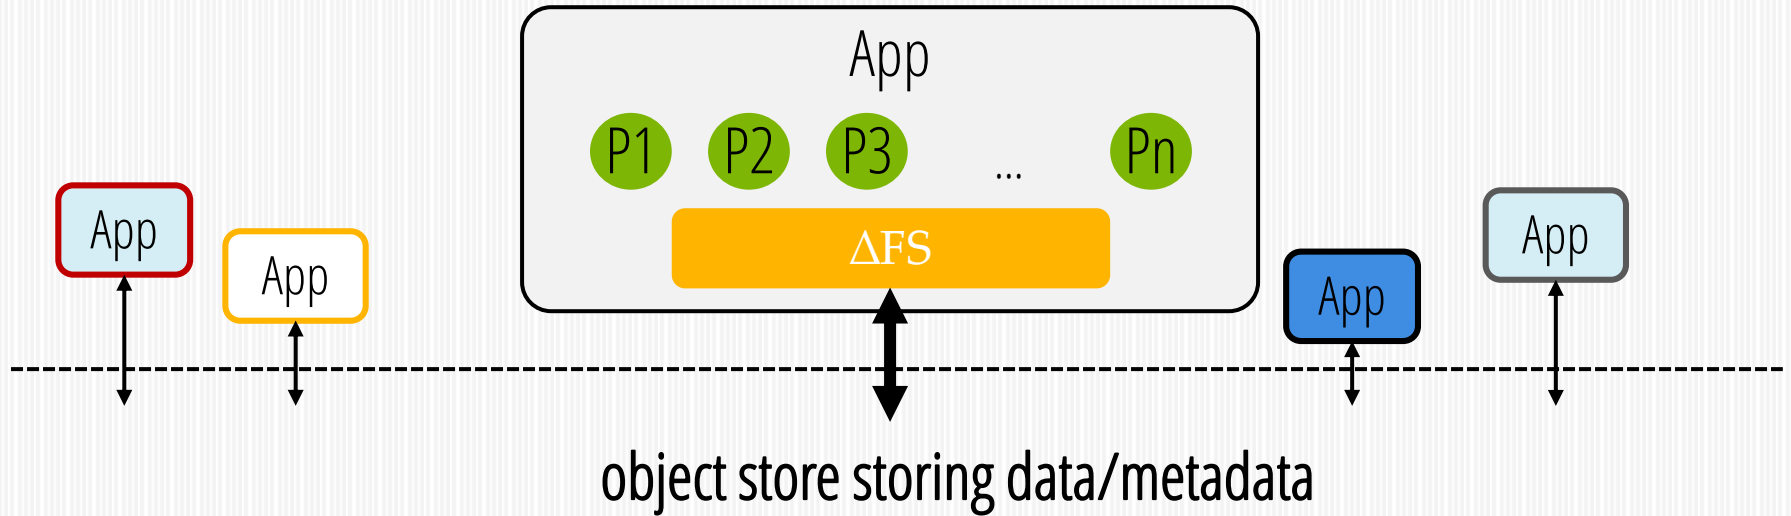 App
P1 P2 P3 ... Pn
ΔFS
App
App
App
App
object store storing data/metadata